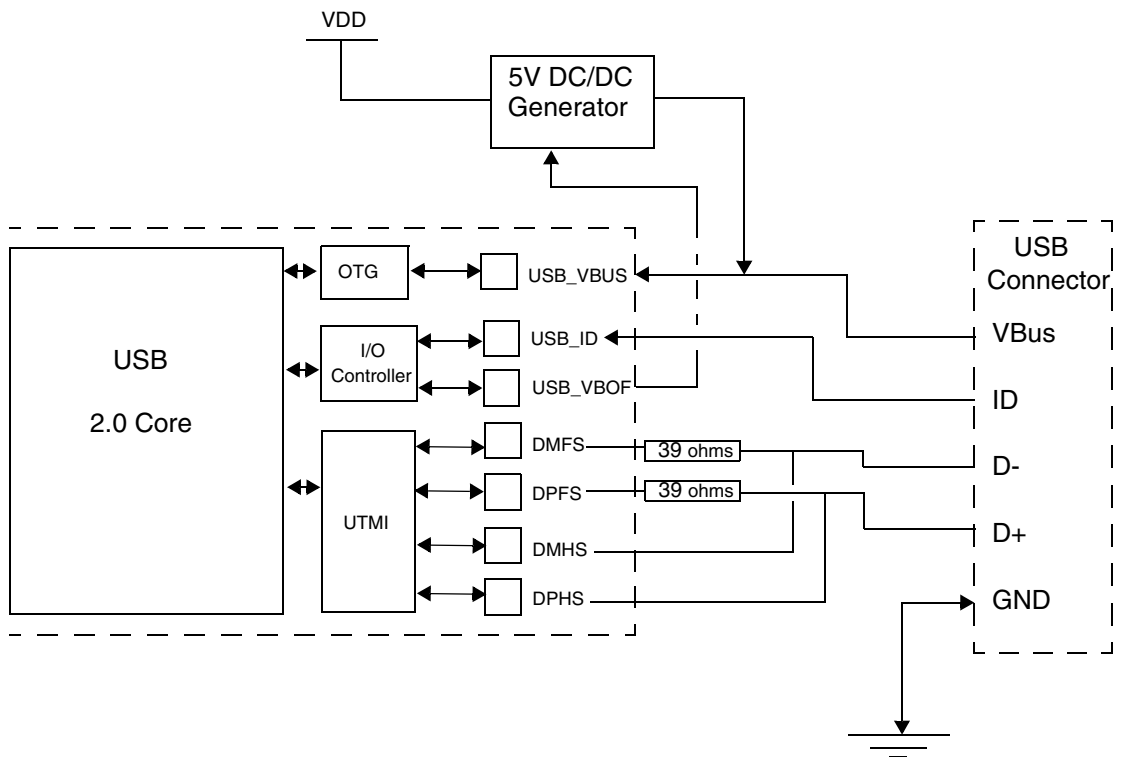 VDD
5V DC/DC
Generator
USB
Connector
OTG
USB_VBUS
VBus
USB
2.0 Core
I/O
Controller
USB_ID
USB_VBOF
ID
UTMI
DMFS
39 ohms
D-
DPFS
39 ohms
DMHS
D+
DPHS
GND